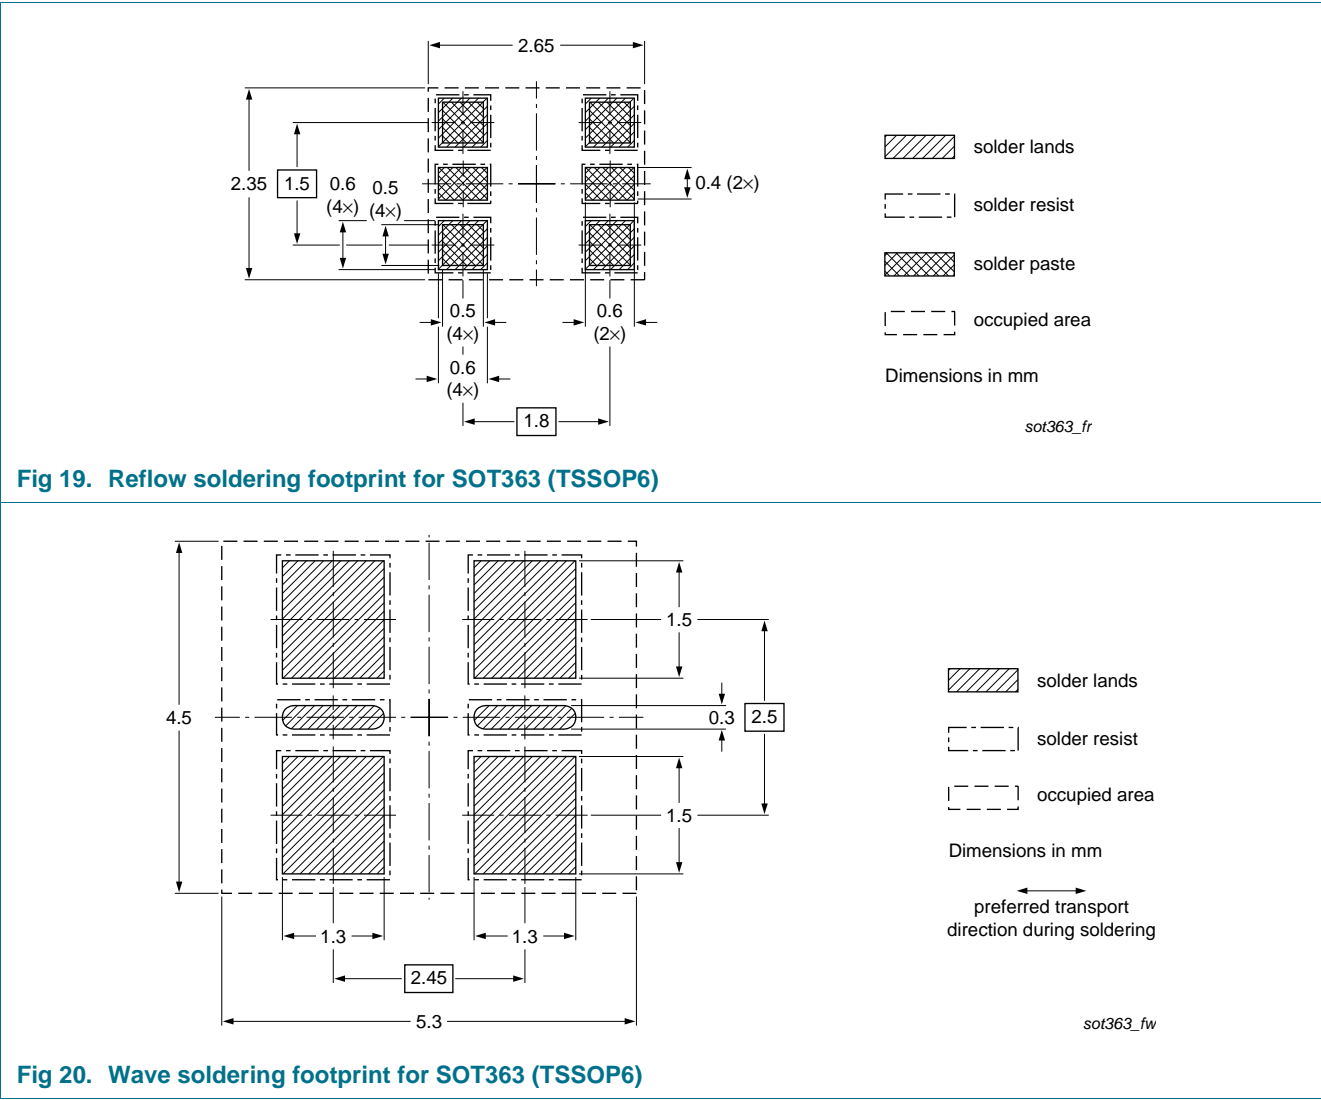 2.65
2.35
1.5
0.6
(4×)
0.5
(4×)
0.4 (2×)
0.5
(4×)
0.6
(2×)
0.6
(4×)
1.8
solder lands
solder resist
solder paste
occupied area
Dimensions in mm
sot363_fr
Fig 19. Reflow soldering footprint for SOT363 (TSSOP6)
1.5
4.5
0.3
2.5
1.5
1.3
1.3
2.45
5.3
solder lands
solder resist
occupied area
Dimensions in mm
preferred transport
direction during soldering
sot363_fw
Fig 20. Wave soldering footprint for SOT363 (TSSOP6)